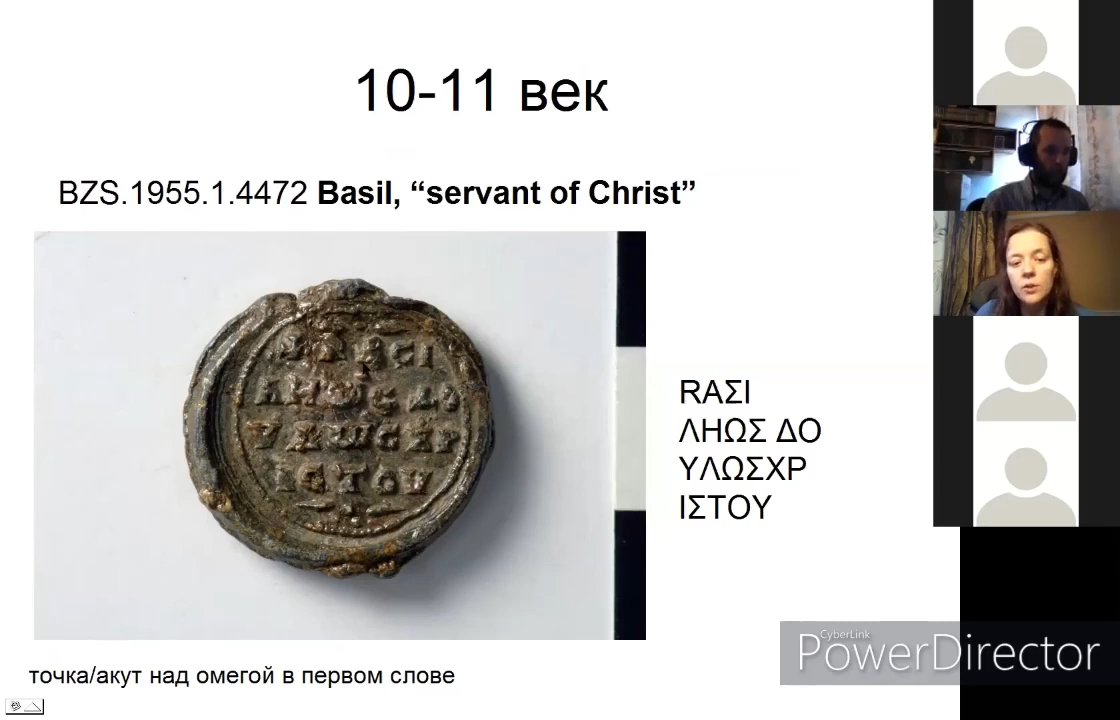 10-11 век
BZS.1955.1.4472 Basil, “servant of Christ”
RΑΣΙ
ΛΗΩΣ ΔΟ
ΥΛΩΣΧΡ
ΙΣΤΟΥ
точка/акут над омегой в первом слове
CyberLink
PowerDirector